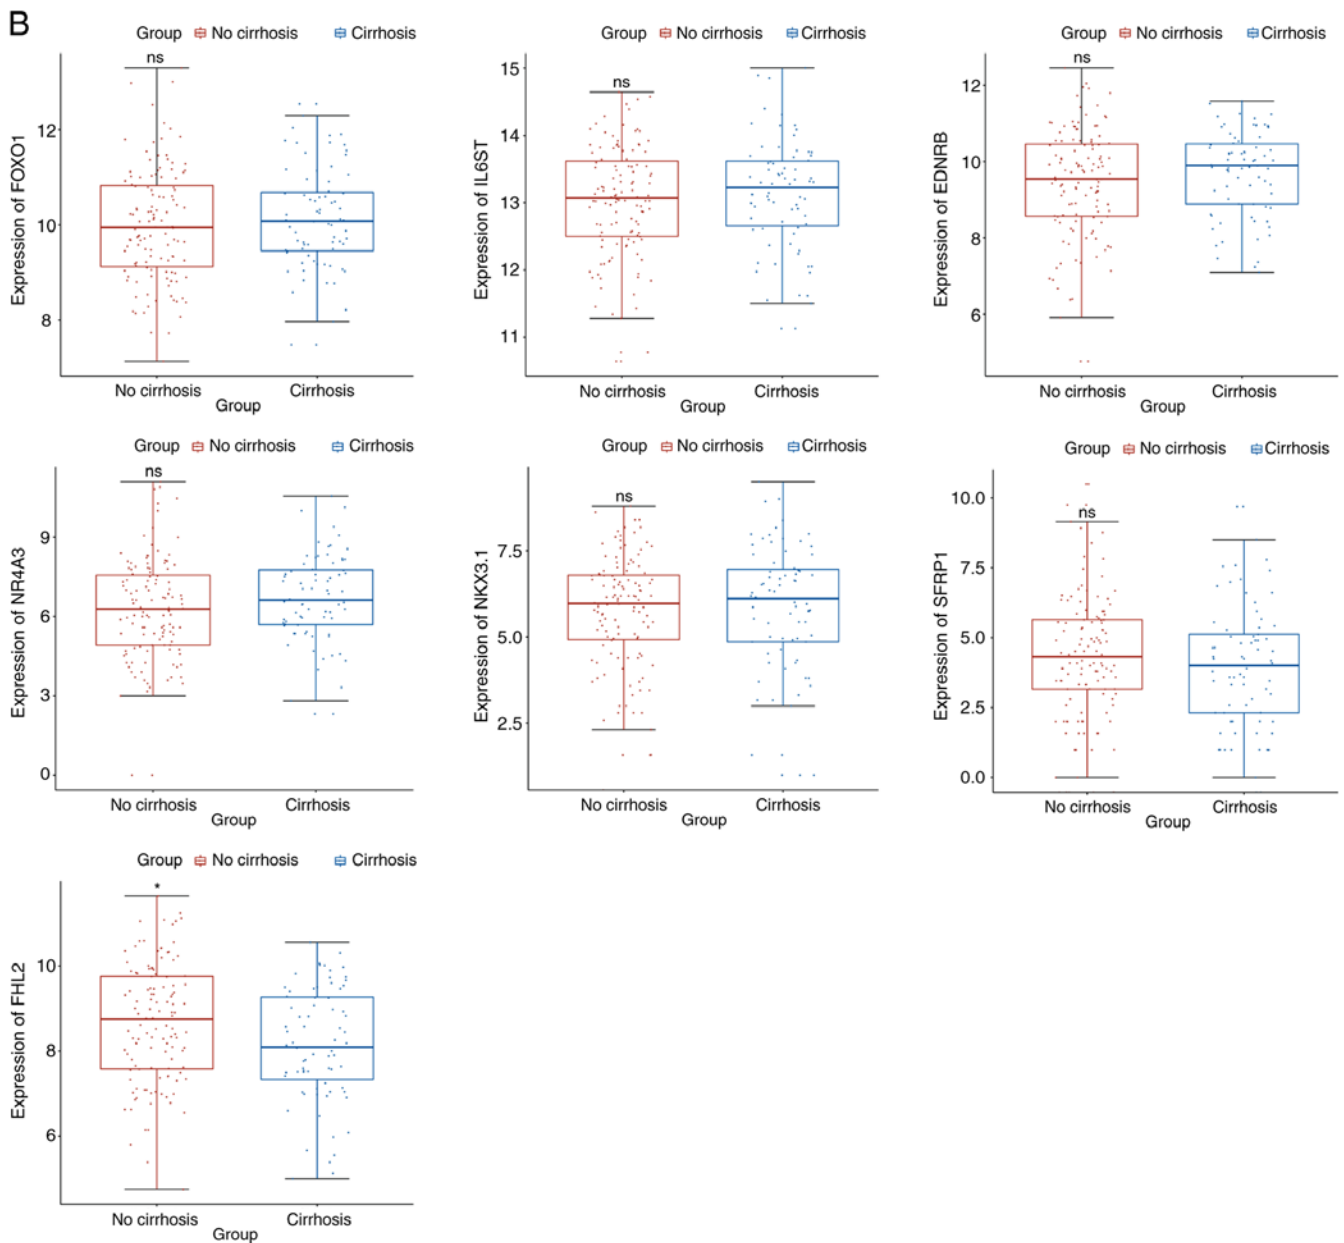 B
Group No cirrhosis Cirrhosis
ns
Expression of FOXO1
12
10
8
No cirrhosis Cirrhosis
Group
Group No cirrhosis Cirrhosis
ns
Expression of IL6ST
15
14
13
12
11
No cirrhosis Cirrhosis
Group
Group No cirrhosis Cirrhosis
ns
Expression of EDNRB
12
10
8
6
No cirrhosis Cirrhosis
Group
Group No cirrhosis Cirrhosis
ns
Expression of NR4A3
9
6
3
0
No cirrhosis Cirrhosis
Group
Group No cirrhosis Cirrhosis
ns
Expression of NKX3.1
7.5
5.0
2.5
No cirrhosis Cirrhosis
Group
Group No cirrhosis Cirrhosis
ns
Expression of SFRP1
10.0
7.5
5.0
2.5
0.0
No cirrhosis Cirrhosis
Group
Group No cirrhosis Cirrhosis
*
Expression of FHL2
10
8
6
No cirrhosis Cirrhosis
Group